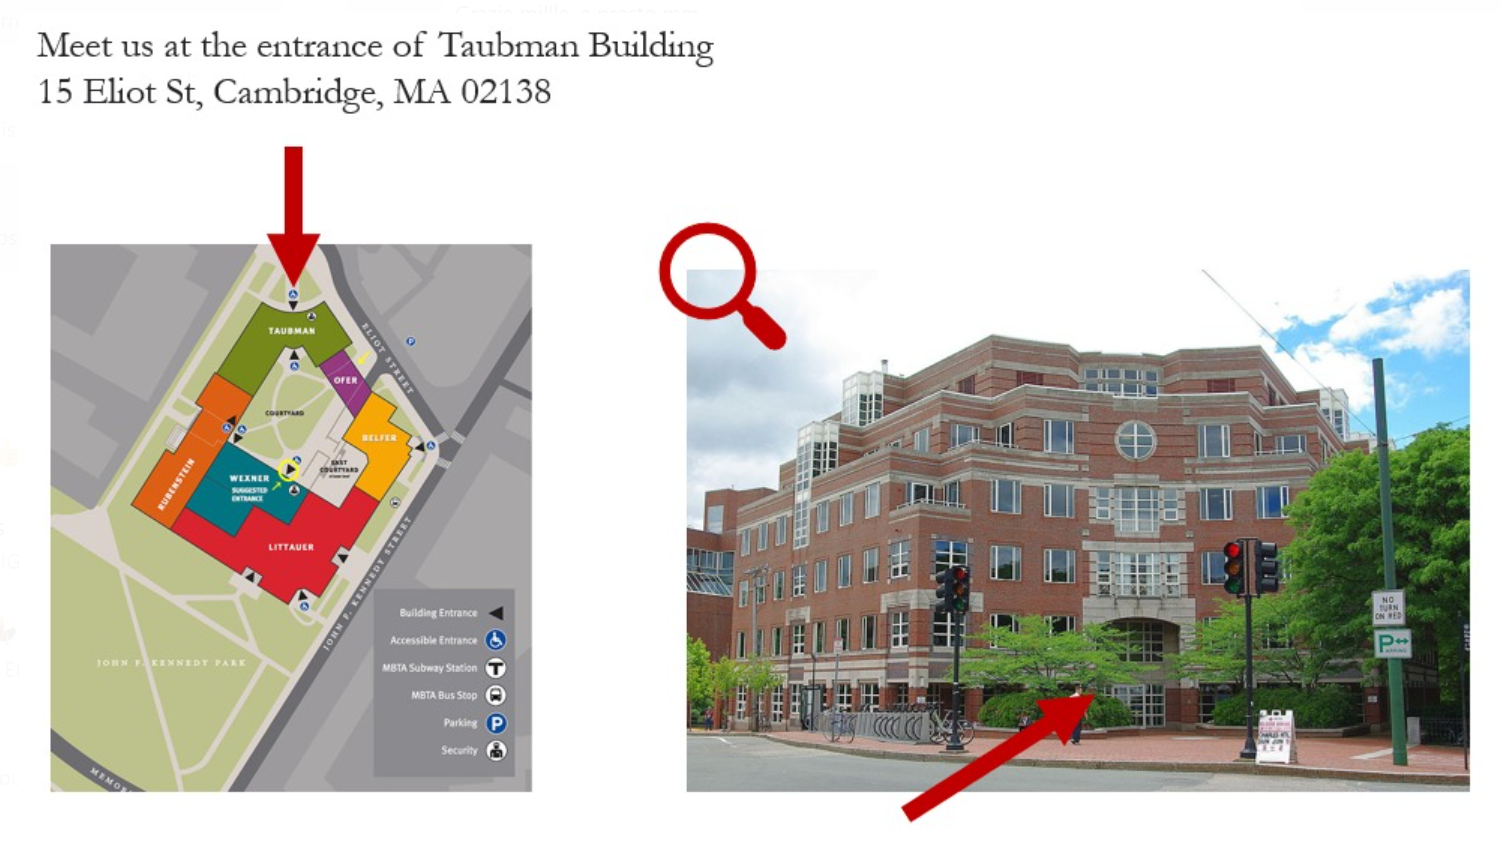 Meet us at the entrance of Taubman Building
15 Eliot St, Cambridge, MA 02138
TAUBMAN
ELIOT STREET
P
OFER
COURTYARD
BELFER
EAST
COURTYARD
WEXNER
SUGGESTED
ENTRANCE
RUBENSTEIN
LITTAUER
JOHN F. KENNEDY STREET
JOHN F. KENNEDY PARK
Building Entrance
Accessible Entrance
MBTA Subway Station T
MBTA Bus Stop
Parking P
Security
NO
TURN
ON RED
P
PARKING